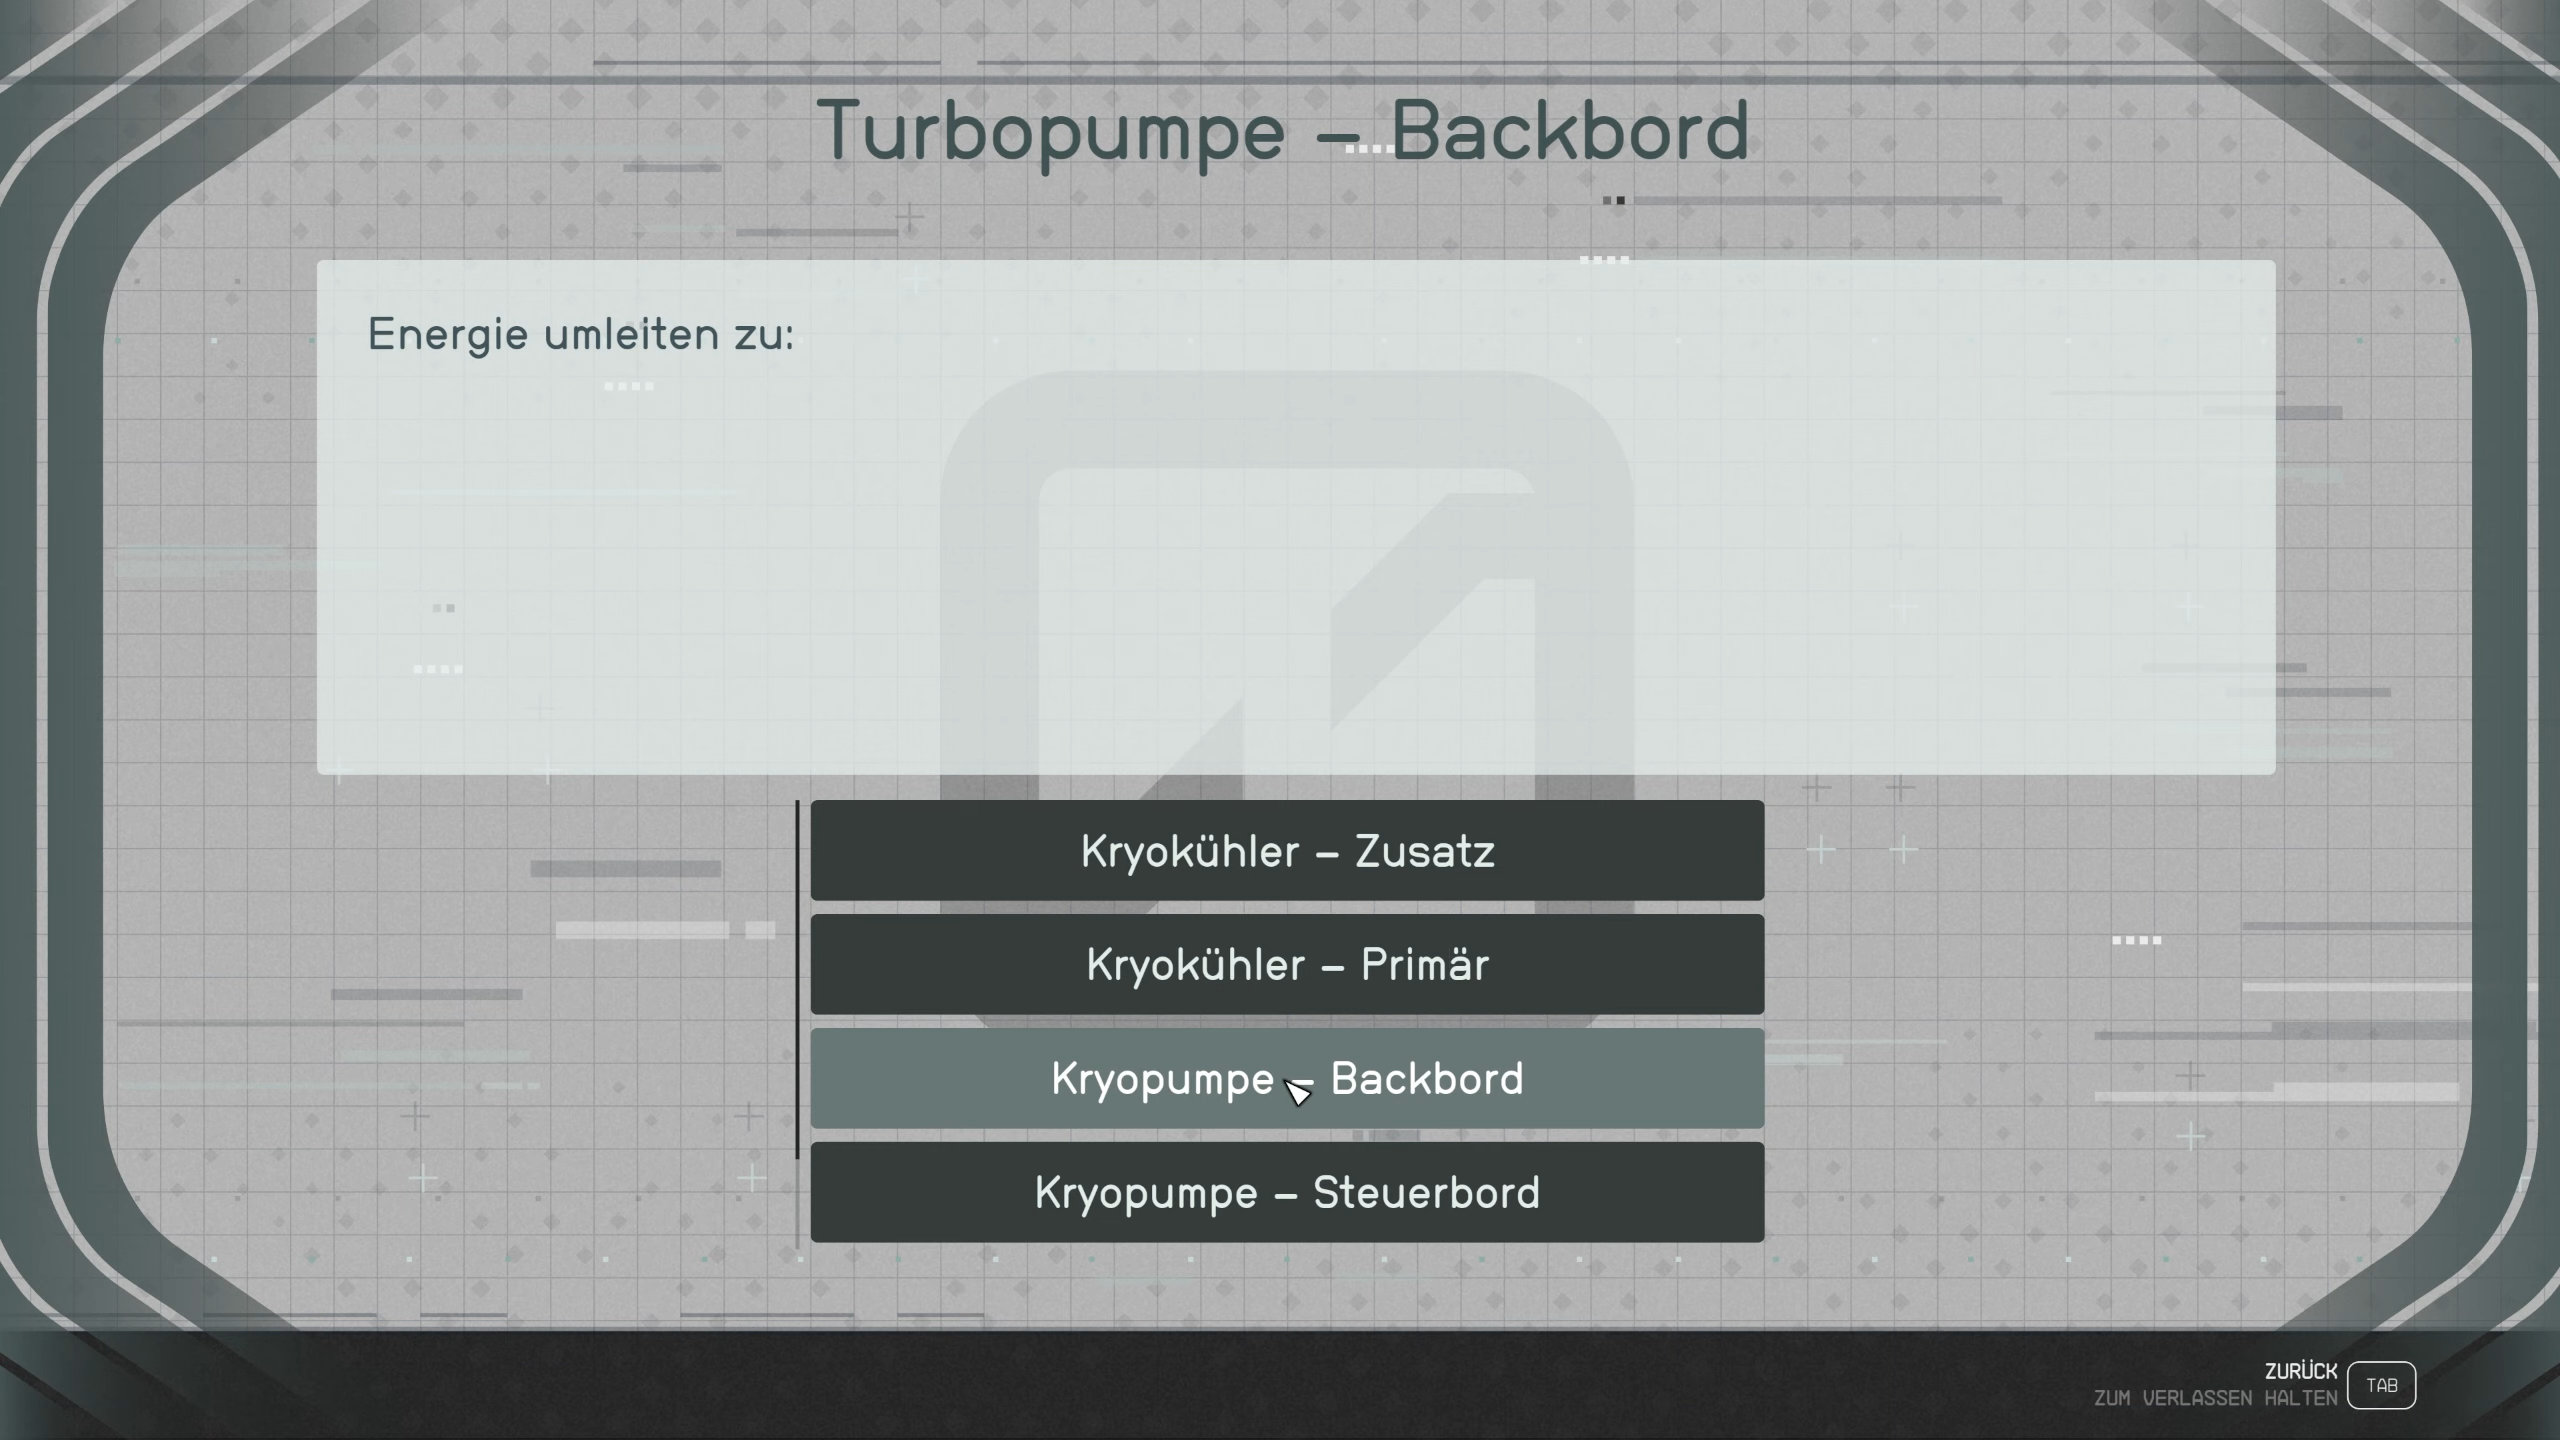 Turbopumpe – Backbord
Energie umleiten zu:
Kryokühler – Zusatz
Kryokühler – Primär
Kryopumpe – Backbord
Kryopumpe – Steuerbord
ZURÜCK
ZUM VERLASSEN HALTEN
TAB